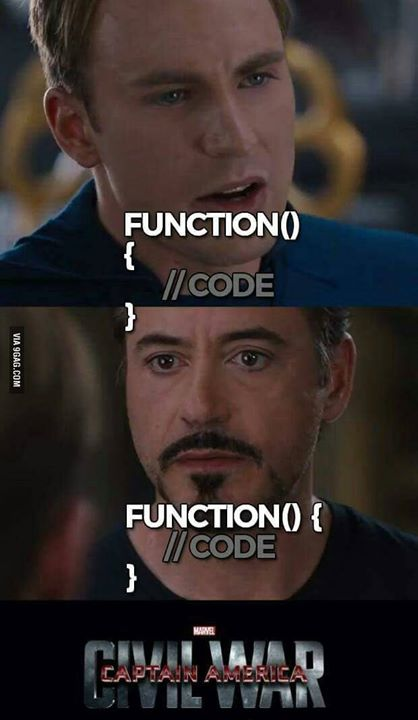 FUNCTION()
{
//CODE
}
VIA 9GAG.COM
FUNCTION() {
//CODE
}
MARVEL
CAPTAIN AMERICA
CIVIL WAR